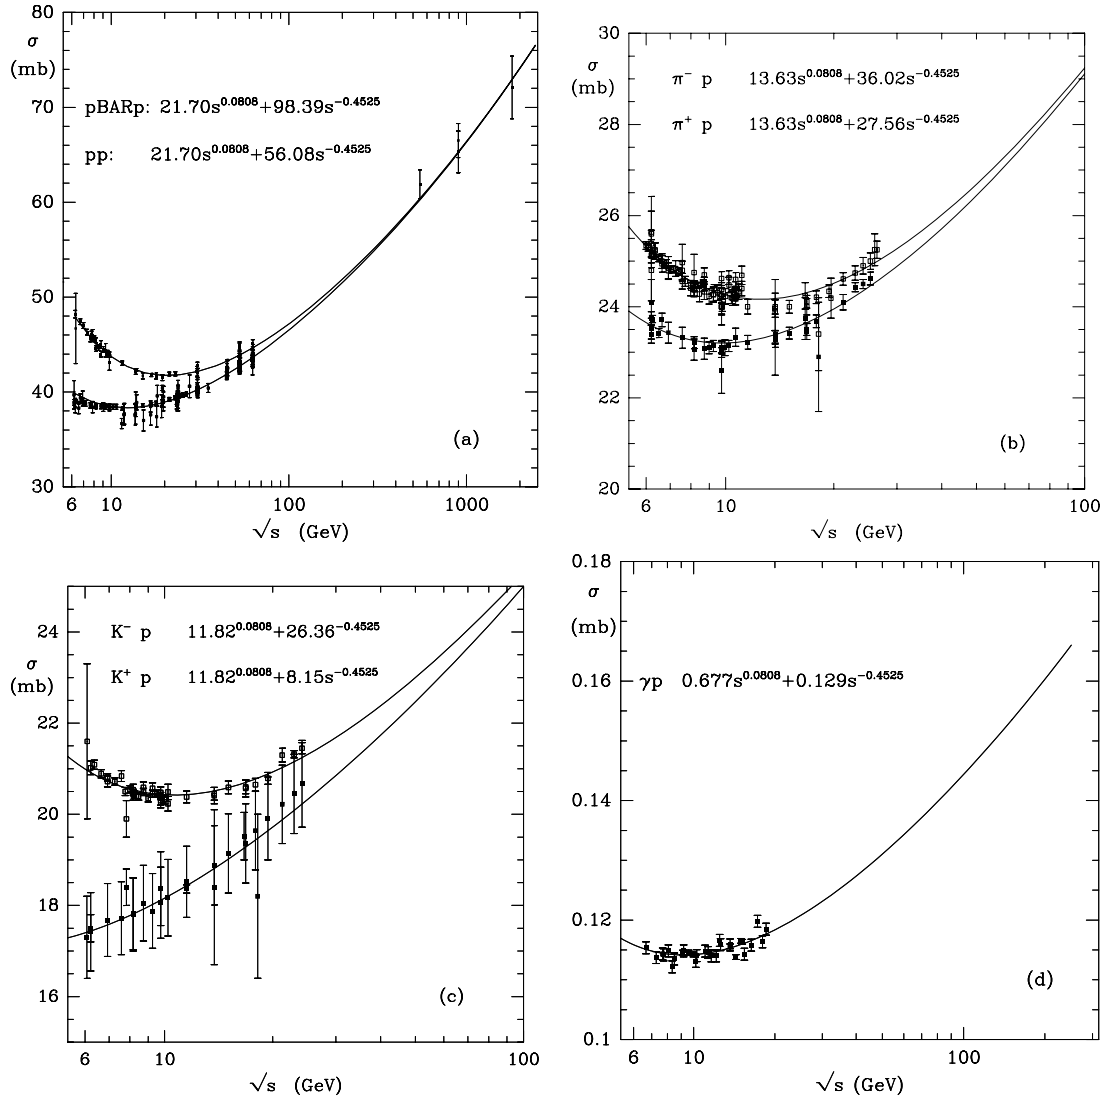 80
σ
(mb)
70
60
50
40
30
pBARp: 21.70s^0.0808+98.39s^−0.4525
pp: 21.70s^0.0808+56.08s^−0.4525
(a)
6 10 100 1000
√s (GeV)
30
σ
(mb)
28
26
24
22
20
π⁻ p 13.63s^0.0808+36.02s^−0.4525
π⁺ p 13.63s^0.0808+27.56s^−0.4525
(b)
6 10 100
√s (GeV)
24
σ
(mb)
22
20
18
16
K⁻ p 11.82^0.0808+26.36^−0.4525
K⁺ p 11.82^0.0808+8.15s^−0.4525
(c)
6 10 100
√s (GeV)
0.18
σ
(mb)
0.16
0.14
0.12
0.1
γp 0.677s^0.0808+0.129s^−0.4525
(d)
6 10 100
√s (GeV)